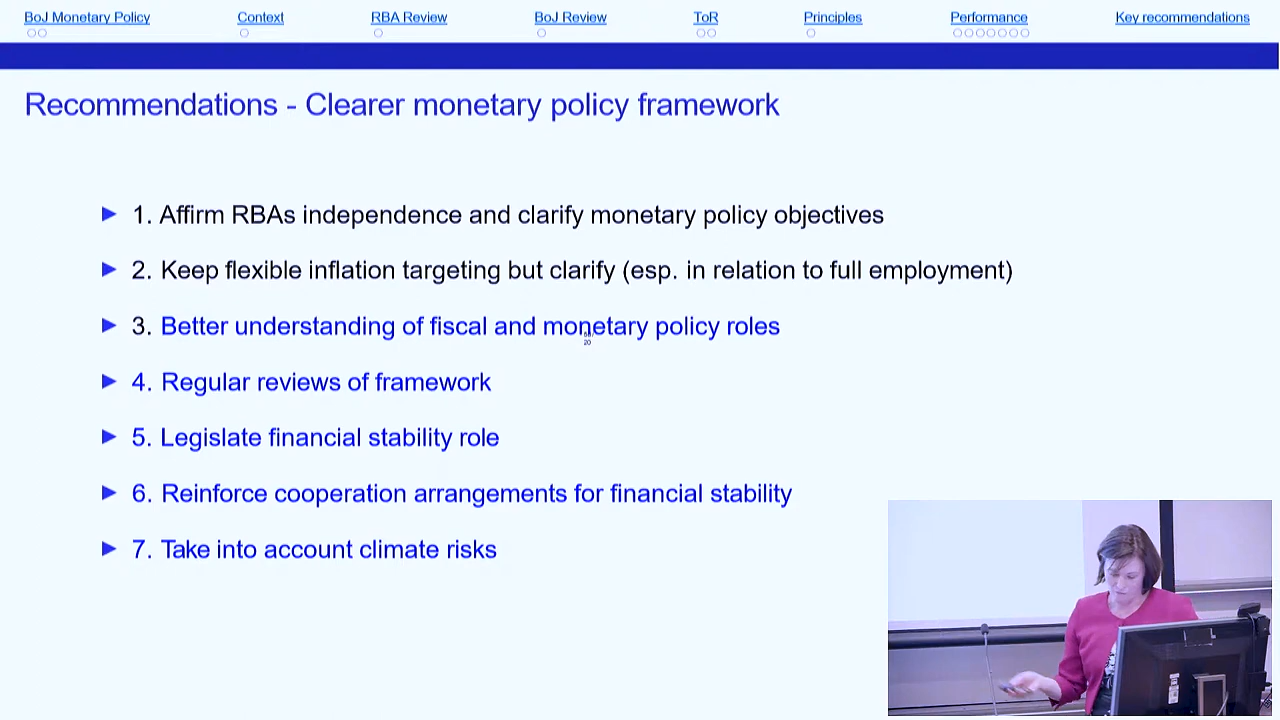 BoJ Monetary Policy
Context
RBA Review
BoJ Review
ToR
Principles
Performance
Key recommendations
Recommendations - Clearer monetary policy framework
1. Affirm RBAs independence and clarify monetary policy objectives
2. Keep flexible inflation targeting but clarify (esp. in relation to full employment)
3. Better understanding of fiscal and monetary policy roles
4. Regular reviews of framework
5. Legislate financial stability role
6. Reinforce cooperation arrangements for financial stability
7. Take into account climate risks